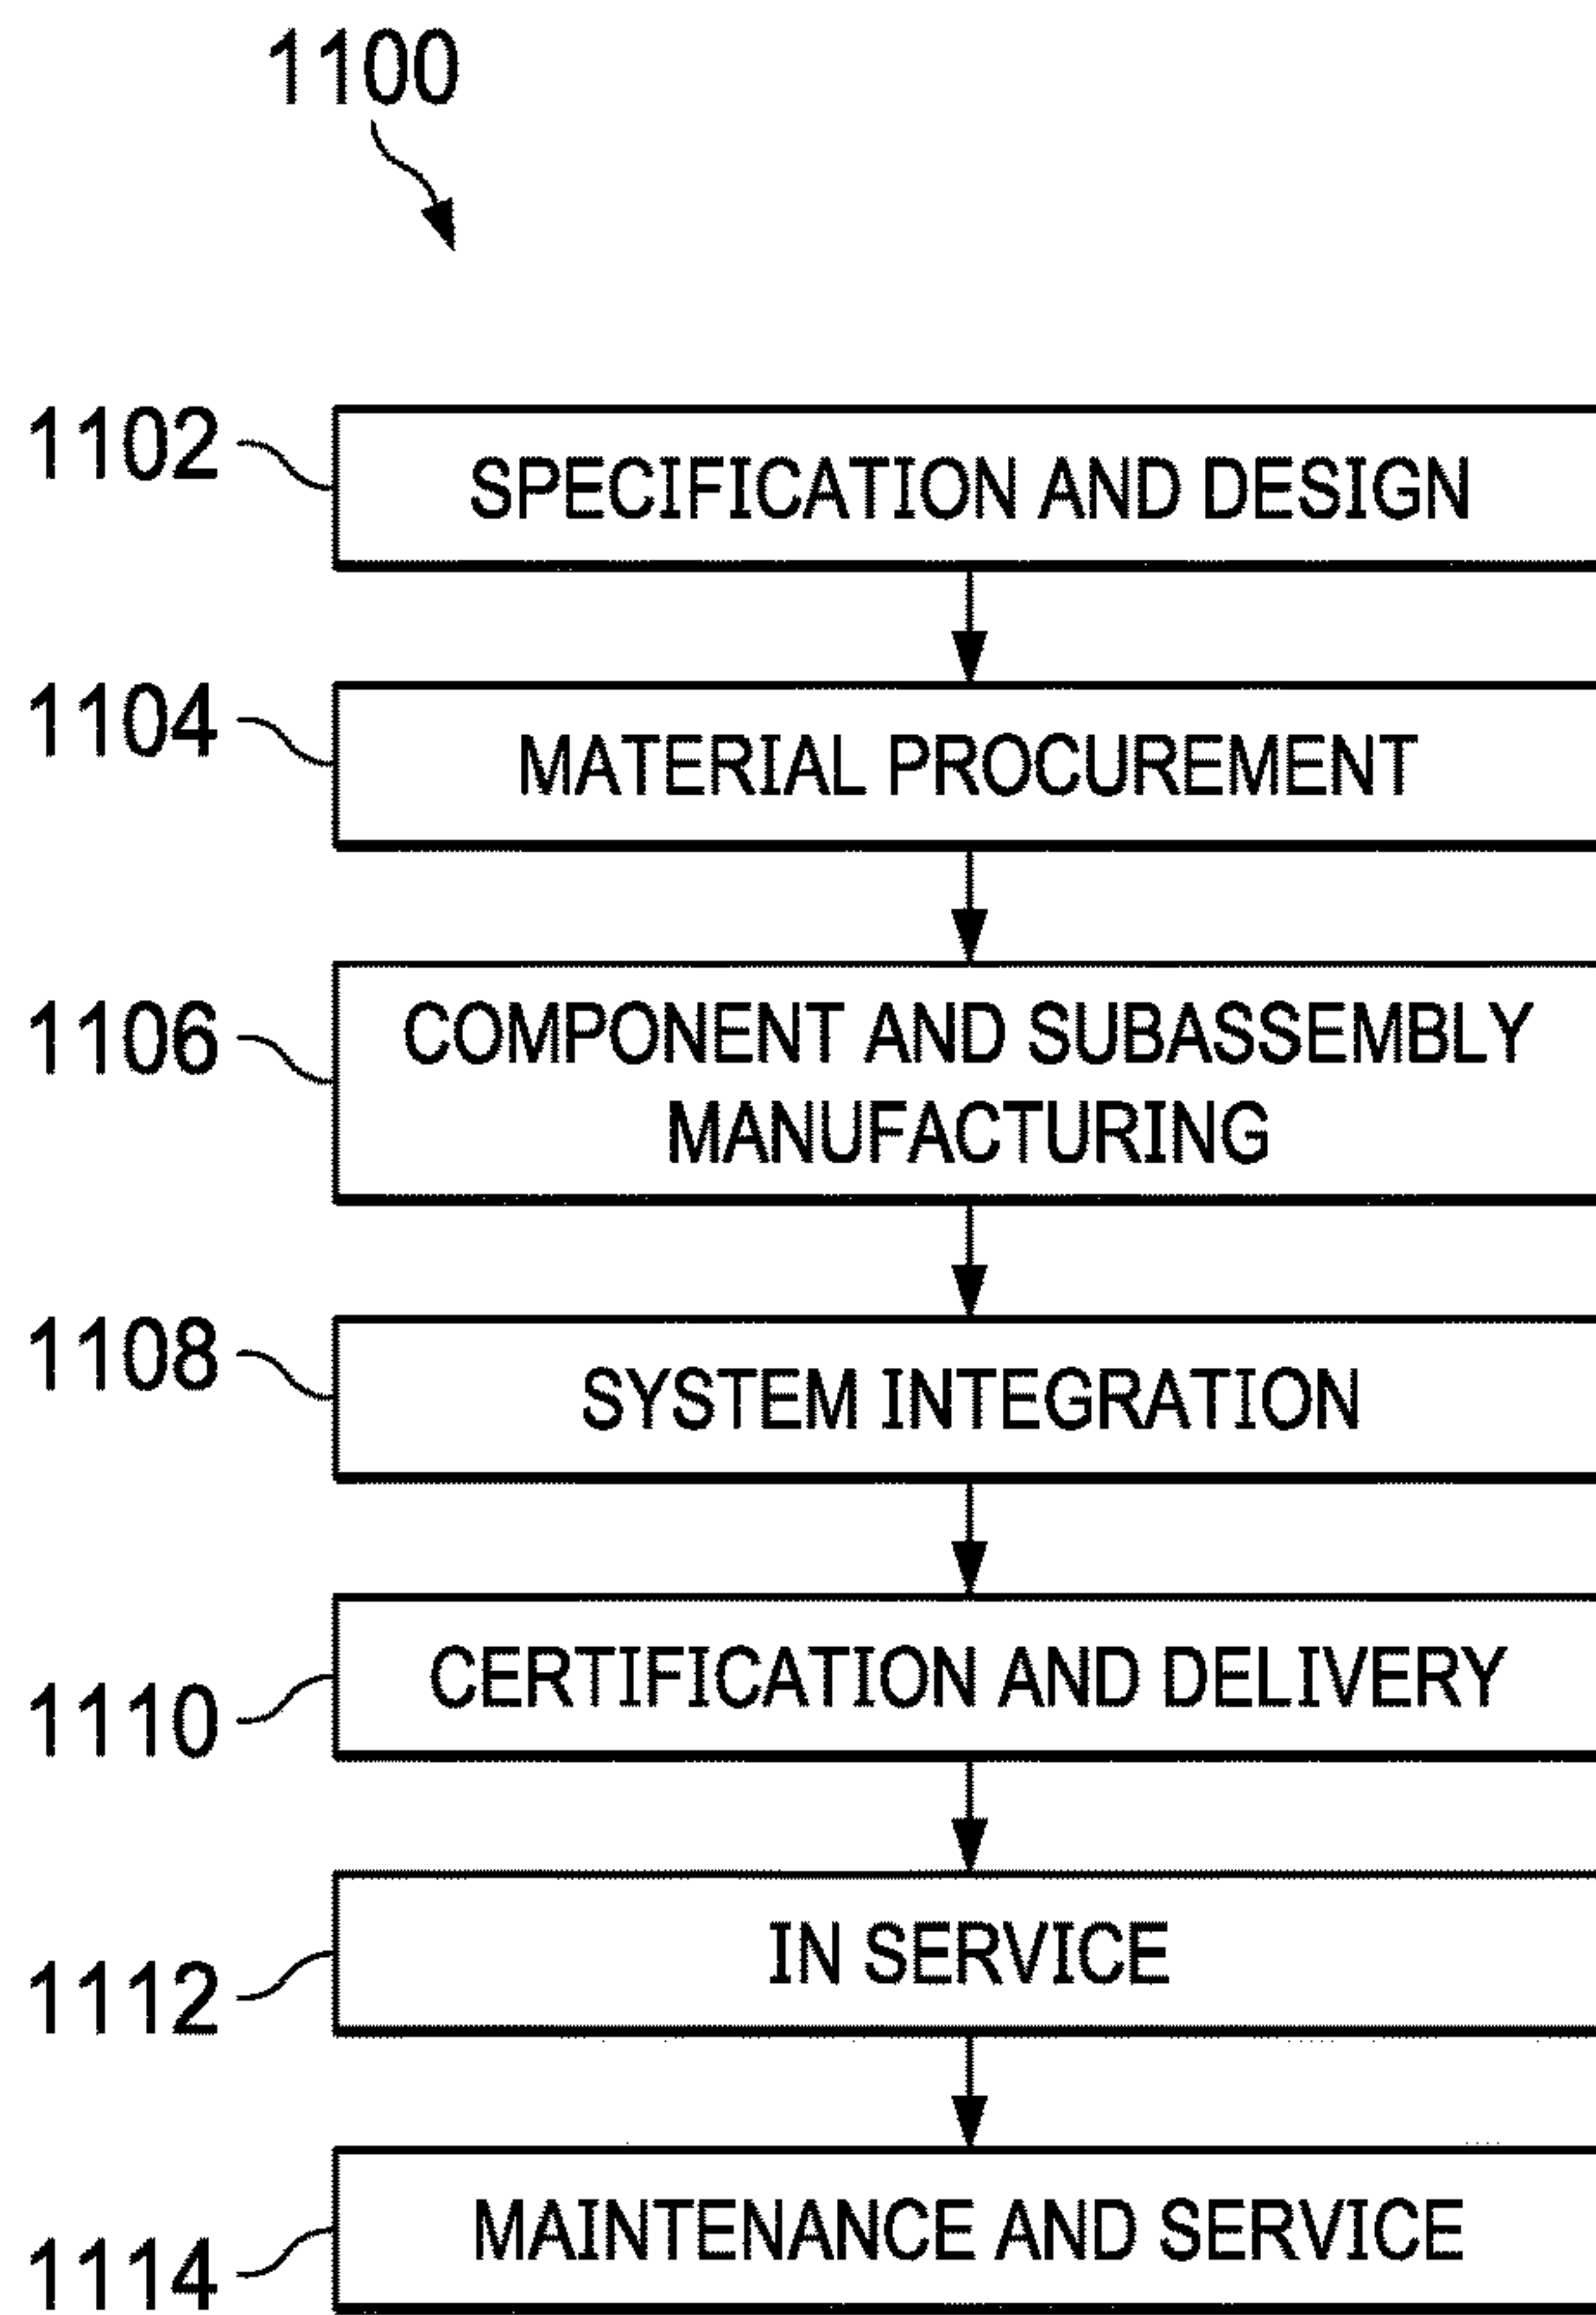 1100
1102
SPECIFICATION AND DESIGN
1104
MATERIAL PROCUREMENT
1106
COMPONENT AND SUBASSEMBLY
MANUFACTURING
1108
SYSTEM INTEGRATION
1110
CERTIFICATION AND DELIVERY
1112
IN SERVICE
1114
MAINTENANCE AND SERVICE